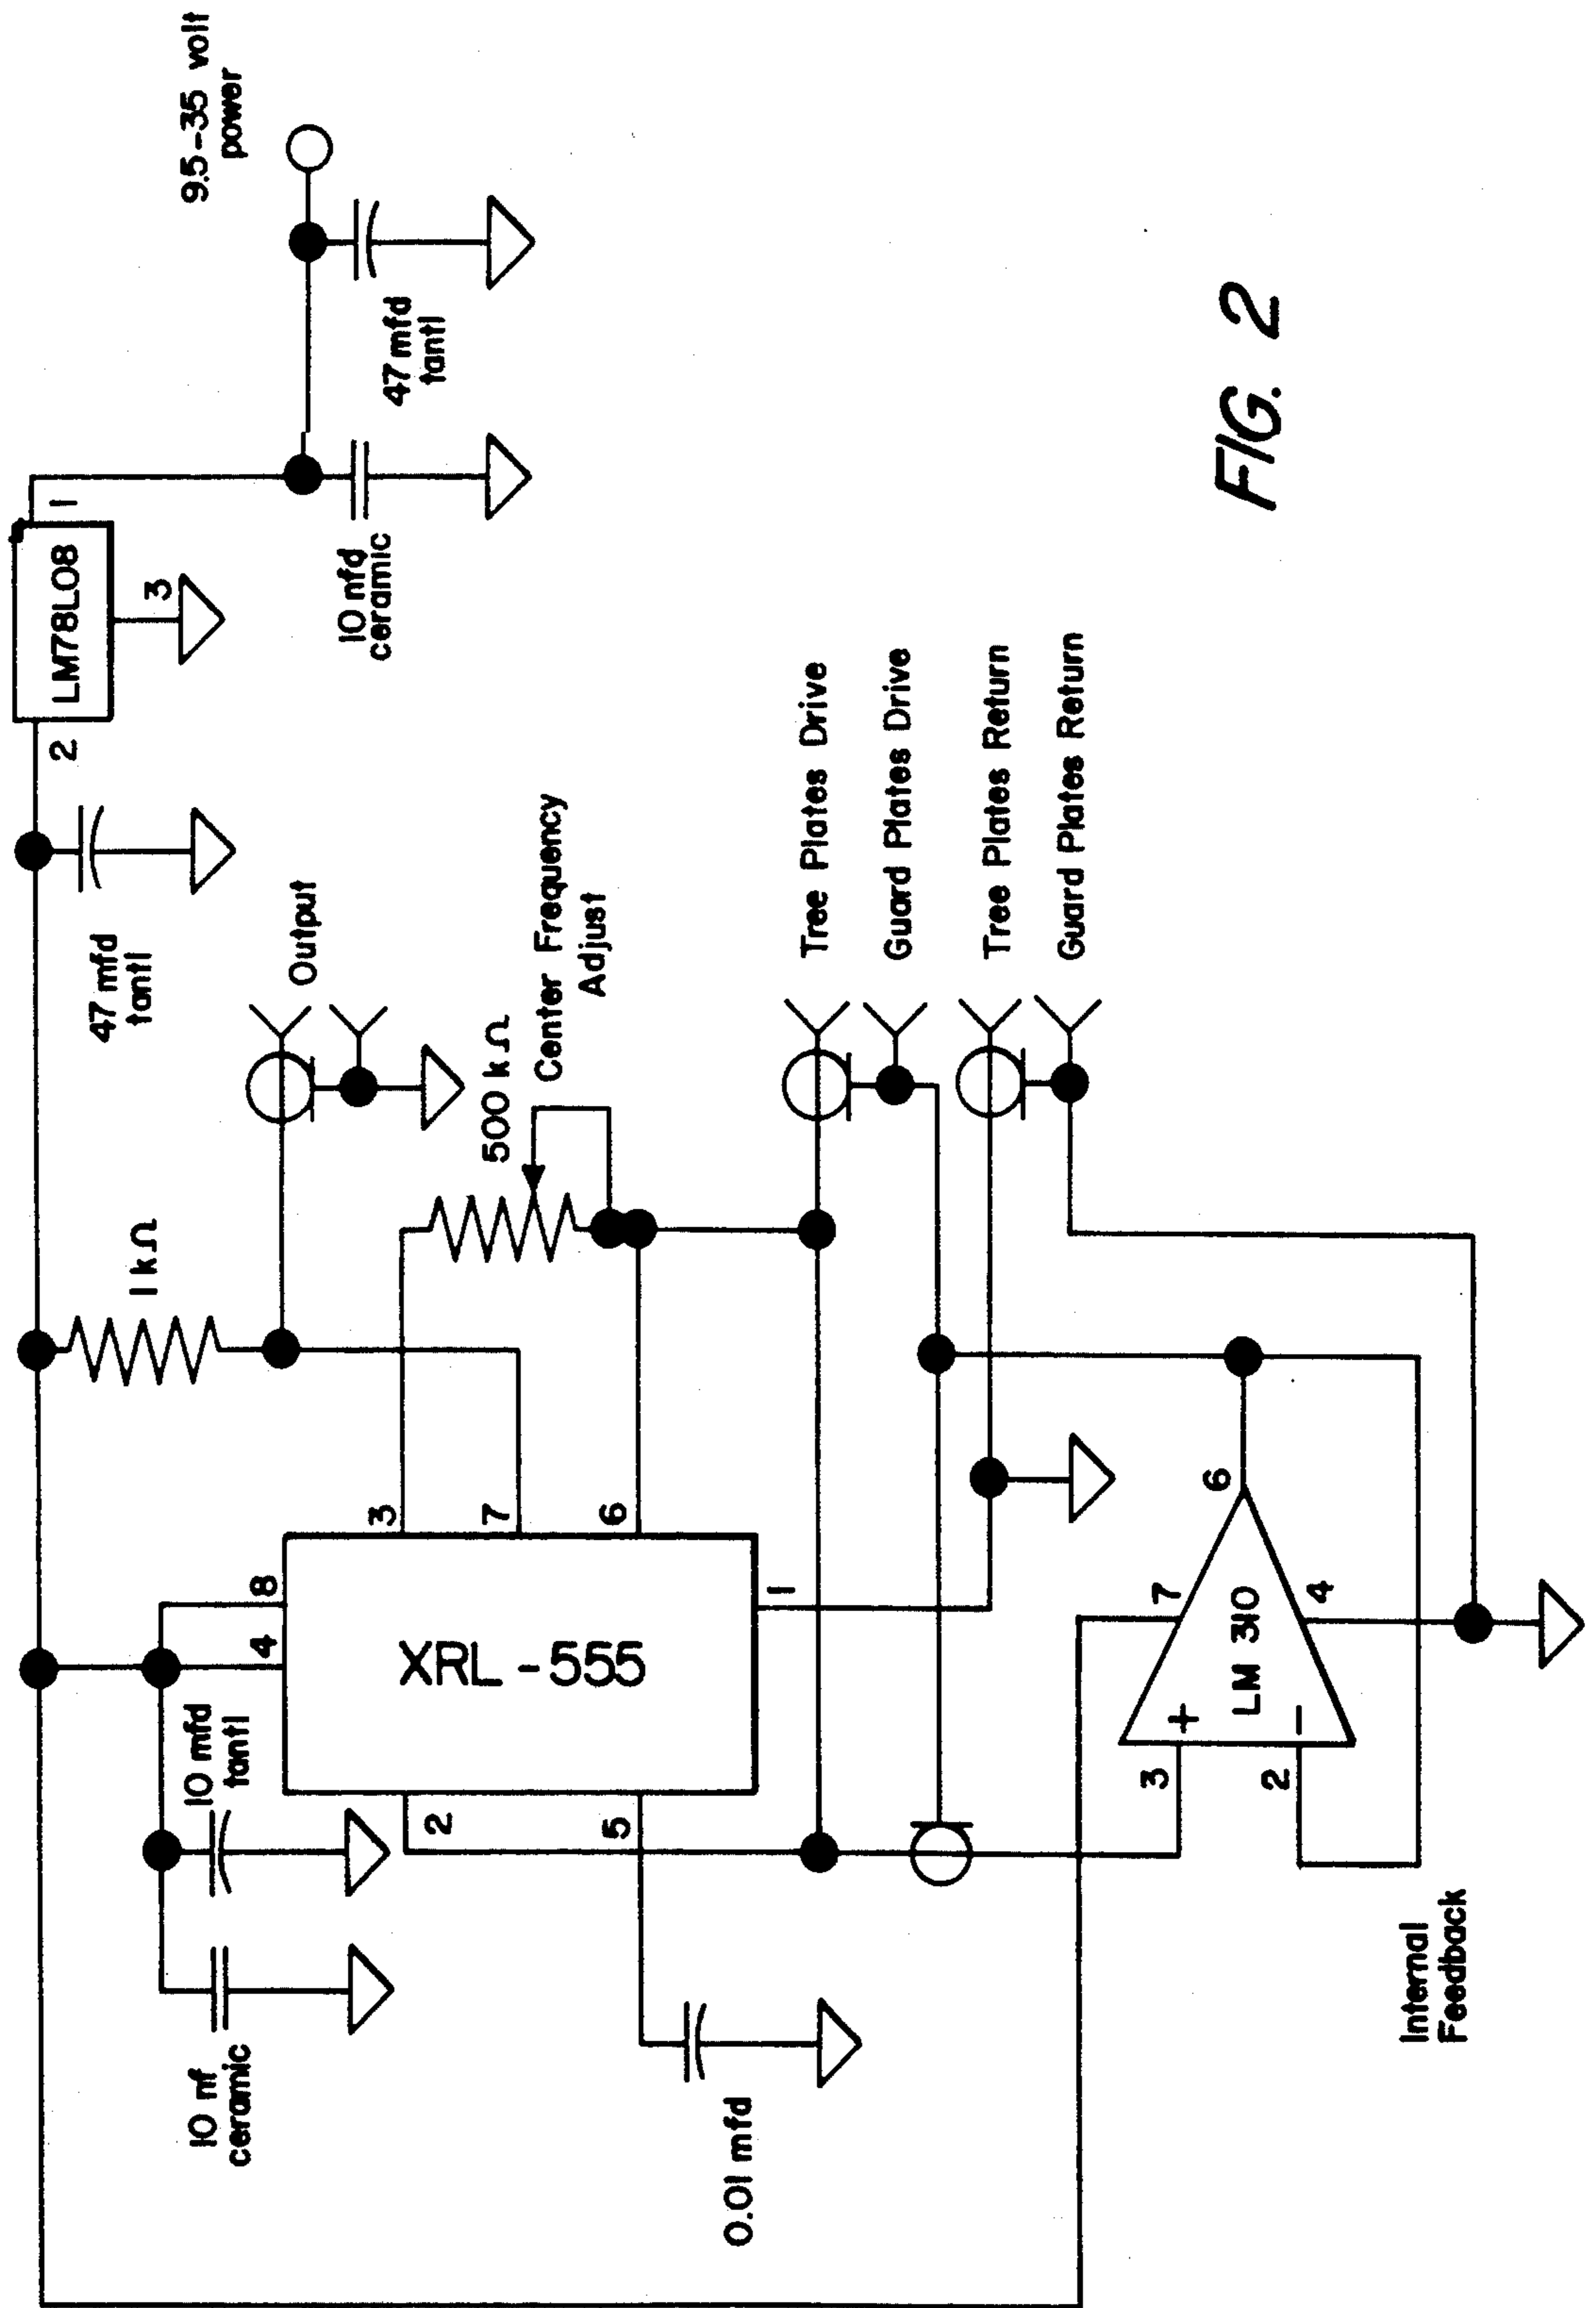 9.5-35 volt
power
LM78L08
1
2
3
47 mfd
tantl
10 nfd
ceramic
47 mfd
tantl
Output
1 kΩ
500 kΩ
Center Frequency
Adjust
10 mfd
tantl
10 nf
ceramic
XRL-555
8
4
3
7
6
2
5
1
0.01 mfd
Tree Plates Drive
Guard Plates Drive
Tree Plates Return
Guard Plates Return
LM 310
+
−
3
2
7
6
4
Internal
Feedback
FIG. 2